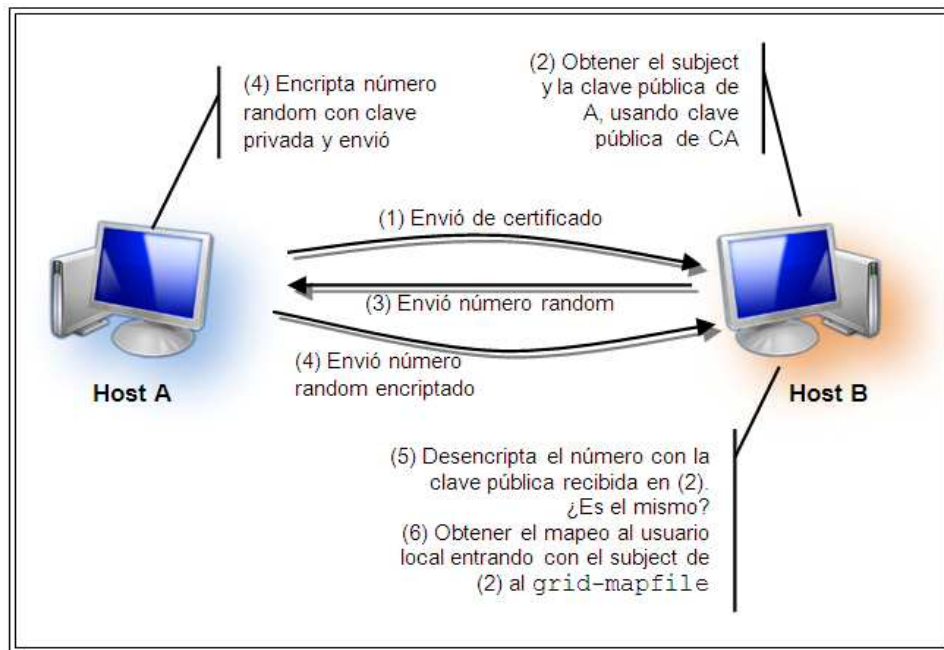 (4) Encripta número
random con clave
privada y envió
(2) Obtener el subject
y la clave pública de
A, usando clave
pública de CA
(1) Envió de certificado
(3) Envió número random
(4) Envió número
random encriptado
Host A
Host B
(5) Desencripta el número con la
clave pública recibida en (2).
¿Es el mismo?
(6) Obtener el mapeo al usuario
local entrando con el subject de
(2) al grid-mapfile